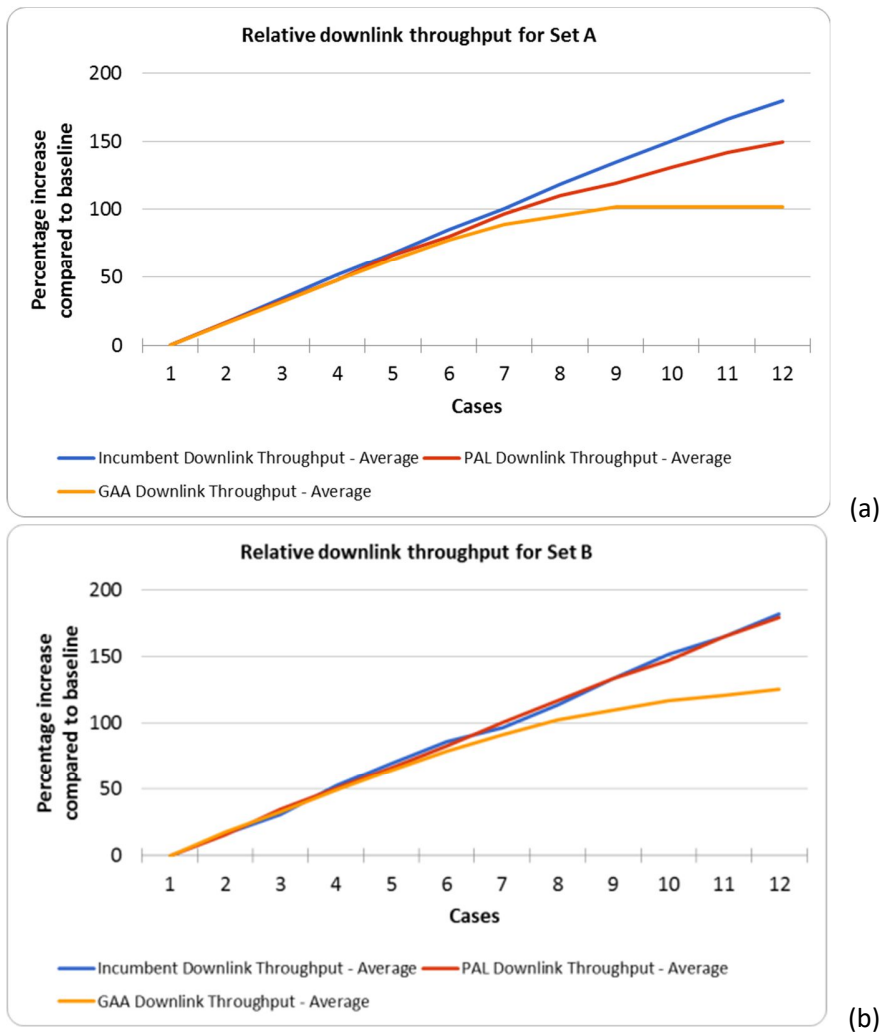 Relative downlink throughput for Set A
Percentage increase
compared to baseline
200
150
100
50
0
1 2 3 4 5 6 7 8 9 10 11 12
Cases
Incumbent Downlink Throughput - Average PAL Downlink Throughput - Average
GAA Downlink Throughput - Average
(a)
Relative downlink throughput for Set B
Percentage increase
compared to baseline
200
150
100
50
0
1 2 3 4 5 6 7 8 9 10 11 12
Cases
Incumbent Downlink Throughput - Average PAL Downlink Throughput - Average
GAA Downlink Throughput - Average
(b)